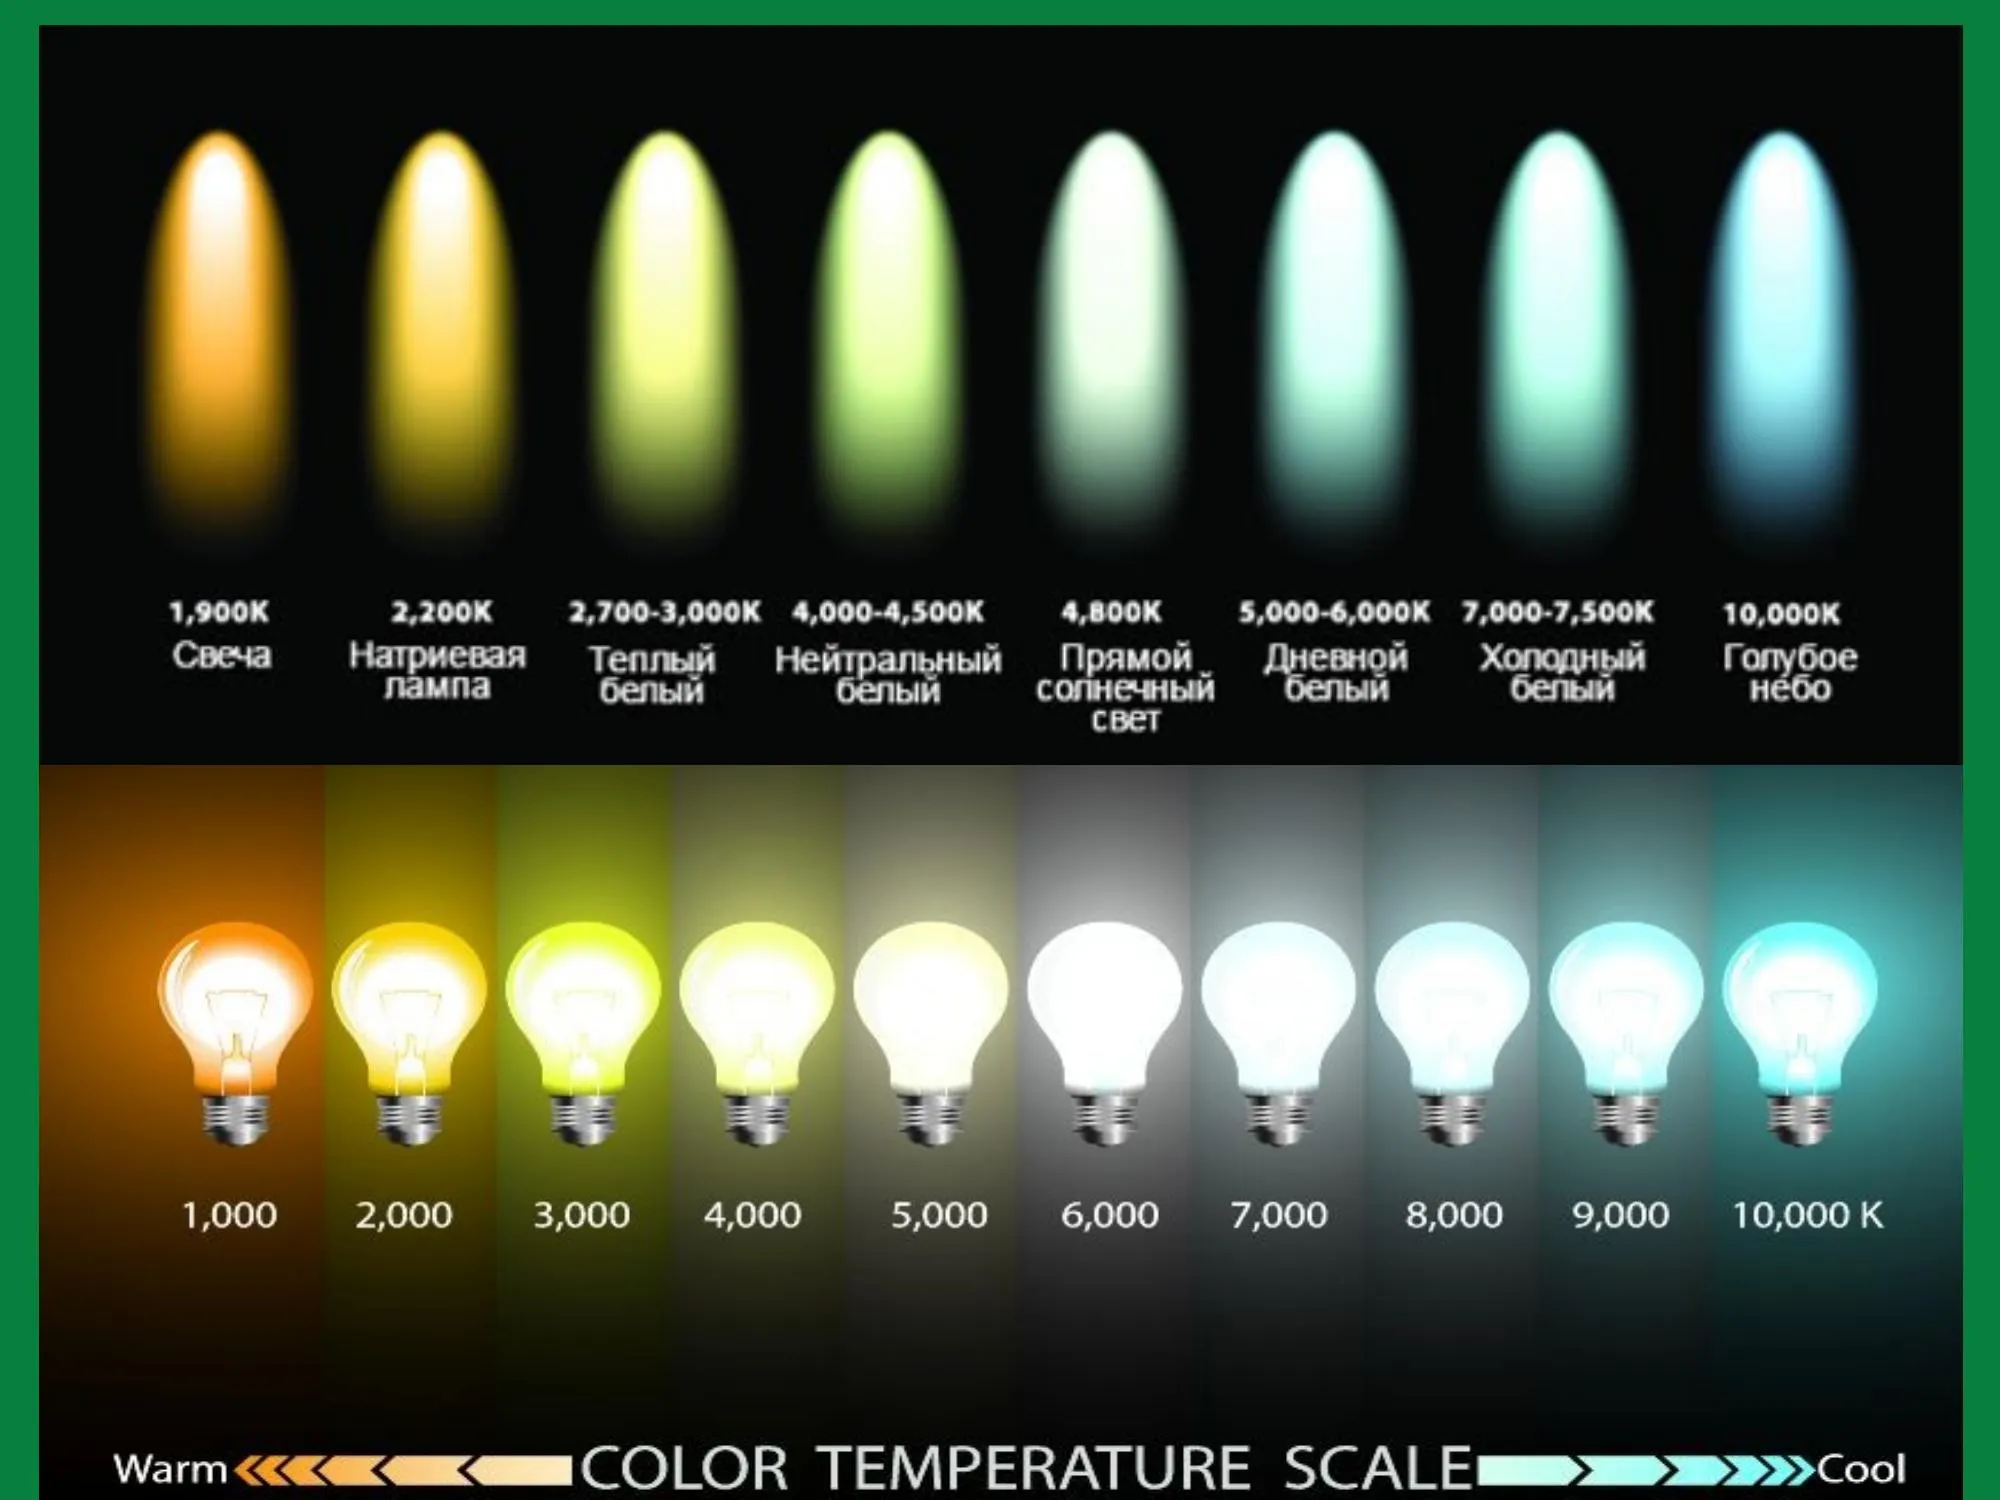 1,900K 2,200K 2,700-3,000K 4,000-4,500K 4,800K 5,000-6,000K 7,000-7,500K 10,000K
Свеча Натриевая Теплый Нейтральный Прямой Дневной Холодный Голубое
лампа белый белый солнечный белый белый небо
свет
1,000 2,000 3,000 4,000 5,000 6,000 7,000 8,000 9,000 10,000 K
Warm COLOR TEMPERATURE SCALE Cool